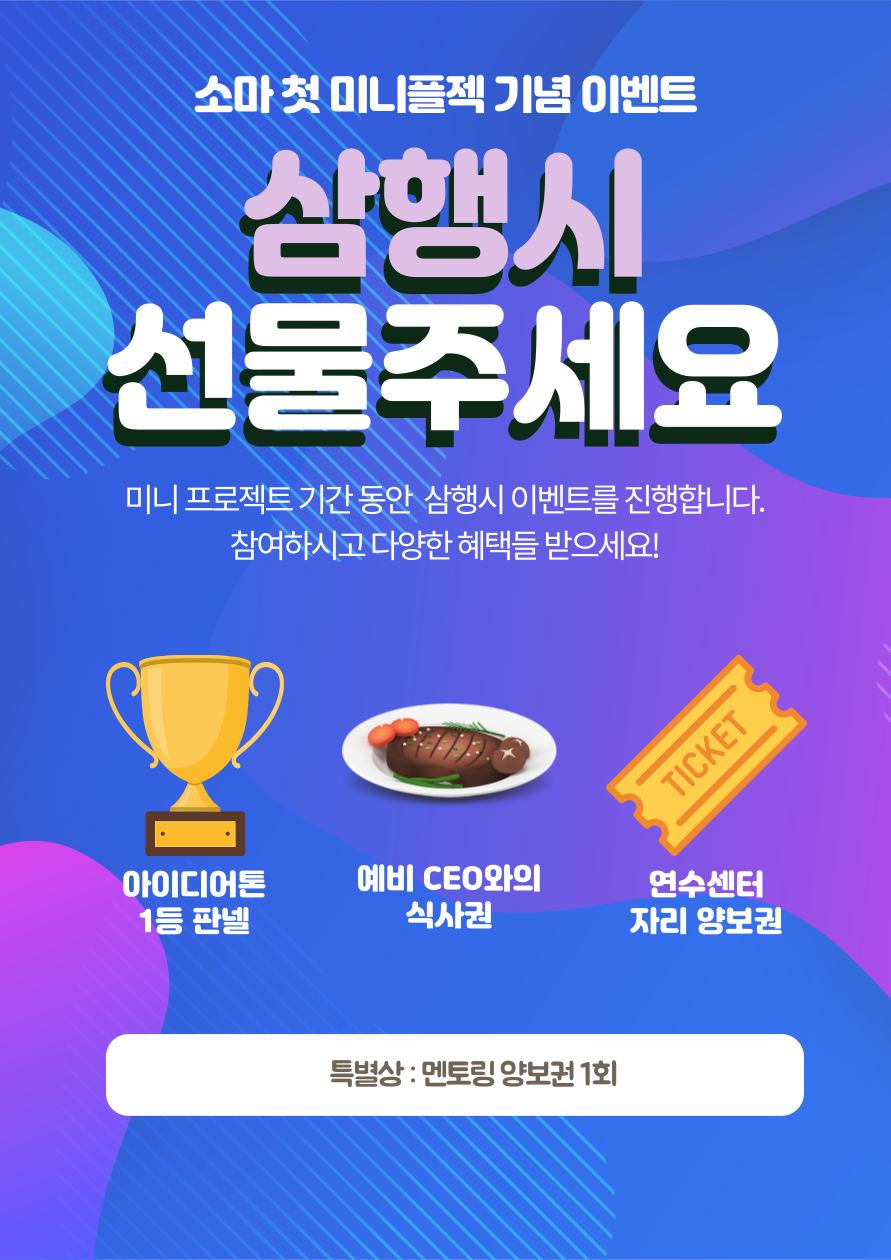 소마 첫 미니플젝 기념 이벤트
삼행시
선물주세요
미니 프로젝트 기간 동안 삼행시 이벤트를 진행합니다.
참여하시고 다양한 혜택들 받으세요!
TICKET
아이디어톤
1등 판넬
예비 CEO와의
식사권
연수센터
자리 양보권
특별상 : 멘토링 양보권 1회